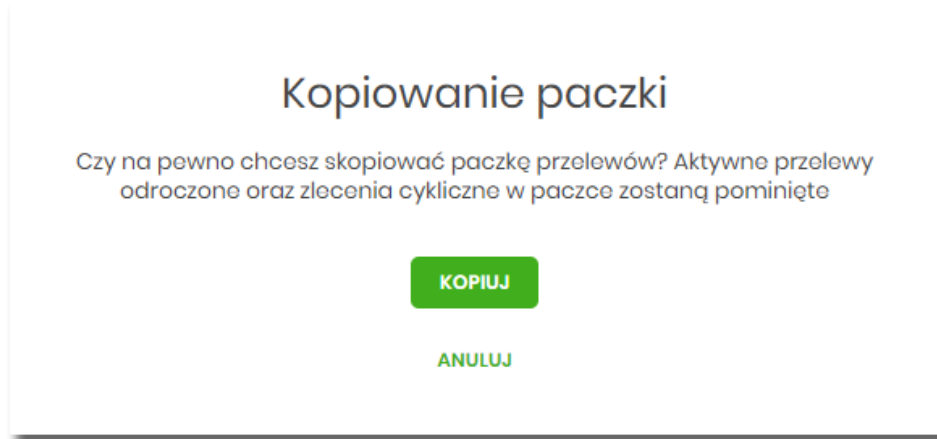 Kopiowanie paczki
Czy na pewno chcesz skopiować paczkę przelewów? Aktywne przelewy
odroczone oraz zlecenia cykliczne w paczce zostaną pominięte
KOPIUJ
ANULUJ